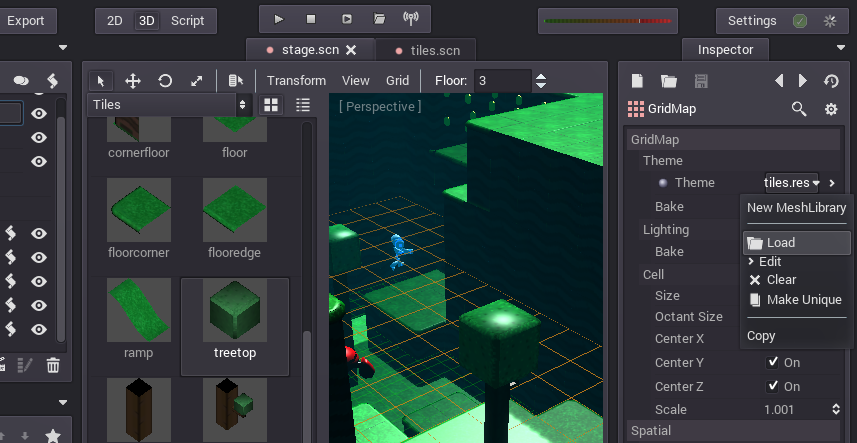 Export
2D 3D Script
Settings
stage.scn
tiles.scn
Inspector
Transform View Grid Floor: 3
Tiles
[ Perspective ]
cornerfloor
floor
floorcorner
flooredge
ramp
treetop
GridMap
GridMap
Theme
Theme tiles.res
Bake
Lighting
Bake
Cell
Size
Octant Size
Center X
Center Y On
Center Z On
Scale 1.001
Spatial
New MeshLibrary
Load
Edit
Clear
Make Unique
Copy